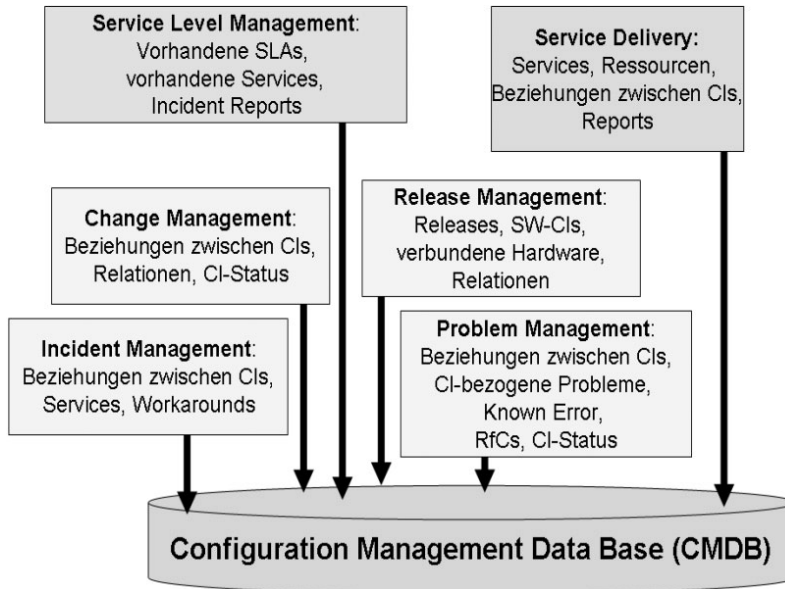 Service Level Management:
Vorhandene SLAs,
vorhandene Services,
Incident Reports
Service Delivery:
Services, Ressourcen,
Beziehungen zwischen CIs,
Reports
Change Management:
Beziehungen zwischen CIs,
Relationen, CI-Status
Release Management:
Releases, SW-CIs,
verbundene Hardware,
Relationen
Incident Management:
Beziehungen zwischen CIs,
Services, Workarounds
Problem Management:
Beziehungen zwischen CIs,
CI-bezogene Probleme,
Known Error,
RfCs, CI-Status
Configuration Management Data Base (CMDB)